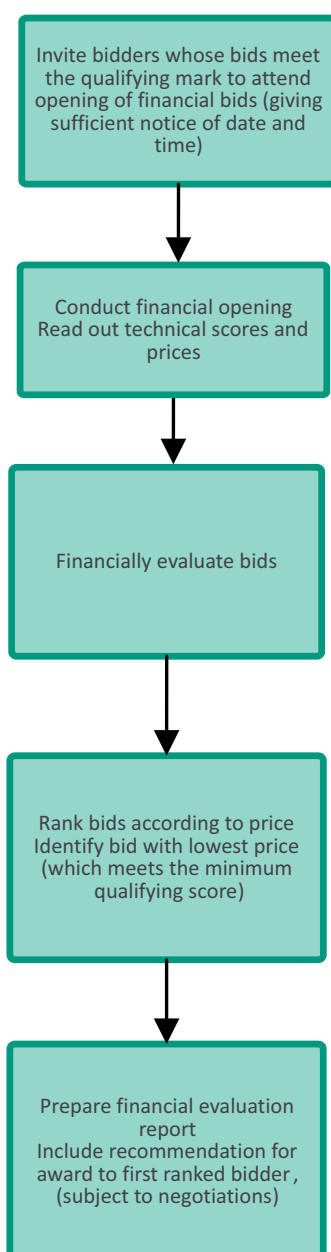 Invite bidders whose bids meet
the qualifying mark to attend
opening of financial bids (giving
sufficient notice of date and
time)
Conduct financial opening
Read out technical scores and
prices
Financially evaluate bids
Rank bids according to price
Identify bid with lowest price
(which meets the minimum
qualifying score)
Prepare financial evaluation
report
Include recommendation for
award to first ranked bidder ,
(subject to negotiations)